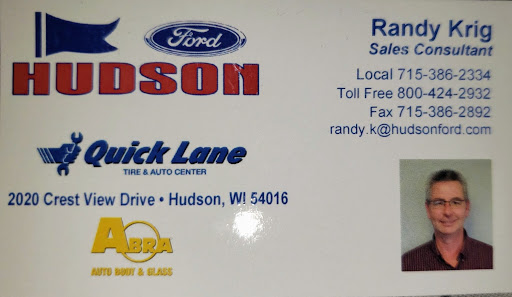 Ford
HUDSON
Quick Lane
TIRE & AUTO CENTER
2020 Crest View Drive • Hudson, WI 54016
ABRA
AUTO BODY & GLASS
Randy Krig
Sales Consultant
Local 715-386-2334
Toll Free 800-424-2932
Fax 715-386-2892
randy.k@hudsonford.com